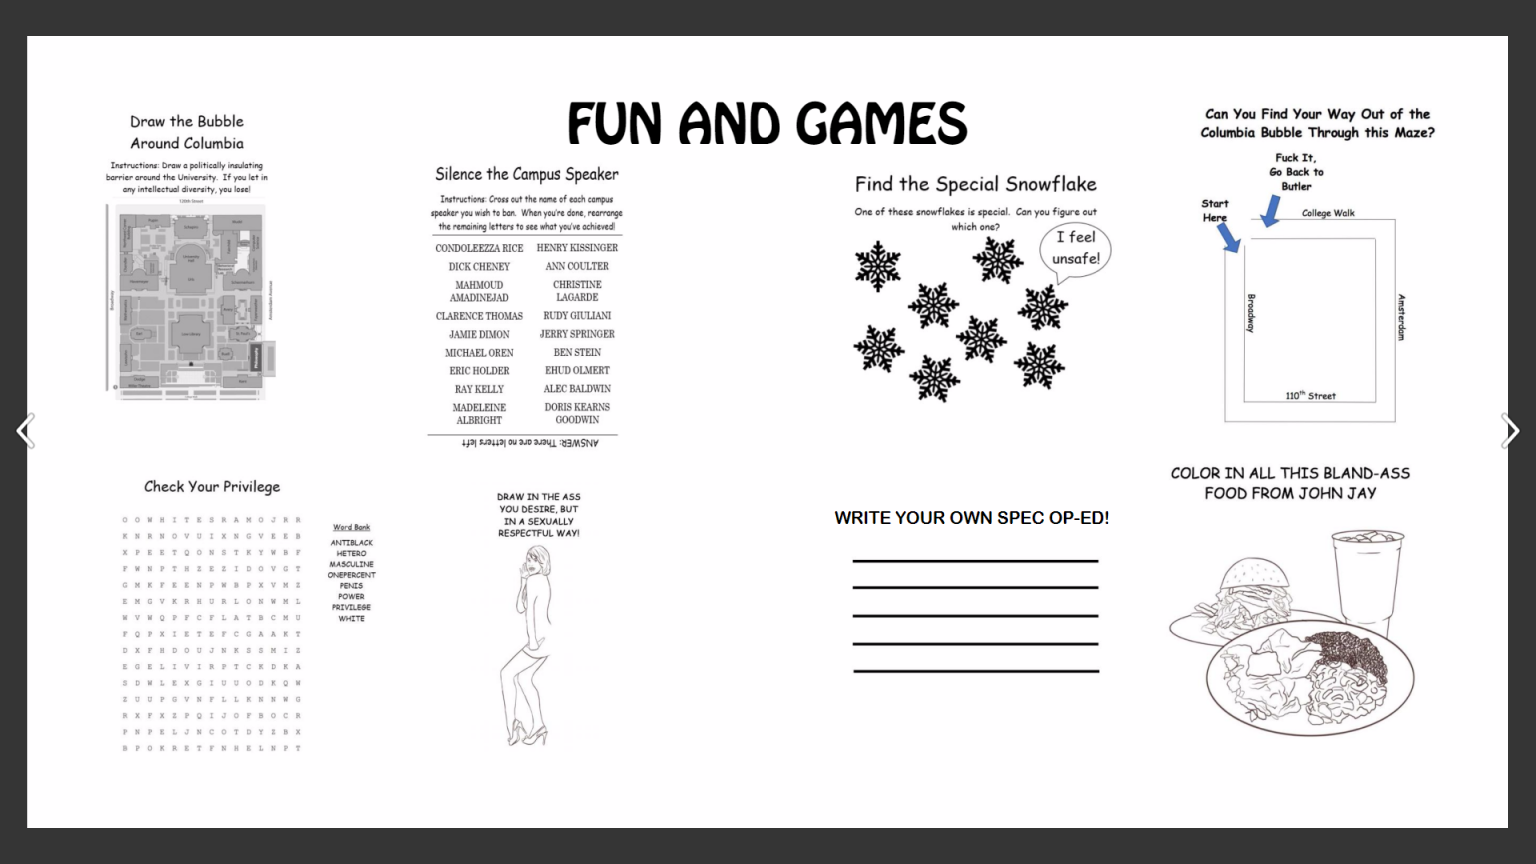 FUN AND GAMES
Draw the Bubble
Around Columbia
Instructions: Draw a politically insulating
barrier around the University. If you let in
any intellectual diversity, you lose!
120th Street
Broadway
Amsterdam Avenue
Silence the Campus Speaker
Instructions: Cross out the name of each campus
speaker you wish to ban. When you're done, rearrange
the remaining letters to see what you've achieved!
CONDOLEEZZA RICE
DICK CHENEY
MAHMOUD
AMADINEJAD
CLARENCE THOMAS
JAMIE DIMON
MICHAEL OREN
ERIC HOLDER
RAY KELLY
MADELEINE
ALBRIGHT
HENRY KISSINGER
ANN COULTER
CHRISTINE
LAGARDE
RUDY GIULIANI
JERRY SPRINGER
BEN STEIN
EHUD OLMERT
ALEC BALDWIN
DORIS KEARNS
GOODWIN
ANSWER: There are no letters left
Find the Special Snowflake
One of these snowflakes is special. Can you figure out
which one?
I feel
unsafe!
Can You Find Your Way Out of the
Columbia Bubble Through this Maze?
Fuck It,
Go Back to
Butler
Start
Here
College Walk
Broadway
Amsterdam
110th Street
Check Your Privilege
O O W H I T E S R A M O J R R
K N R N O V U I X N G V E E B
X P E E T Q O N S T K Y W B F
F W N P T H Z E Z I D O V G T
G M K F E E N P W B P X V M Z
E M G V K R H U R L O N W M L
W V W Q P F C F L A T B C M U
F Q P X I E T E F C G A A K T
D X F H D O U J N K S S M I Z
E G E L I V I R P T C K D K A
S D W L E X G I U U O D K Q W
Z U U P G V N F L L K N N W G
R X F X Z P Q I J O F B O C R
P N P E L J N C O T D Y Z B X
B P O K R E T F N H E L N P T
Word Bank
ANTIBLACK
HETERO
MASCULINE
ONEPERCENT
PENIS
POWER
PRIVILEGE
WHITE
DRAW IN THE ASS
YOU DESIRE, BUT
IN A SEXUALLY
RESPECTFUL WAY!
WRITE YOUR OWN SPEC OP-ED!
COLOR IN ALL THIS BLAND-ASS
FOOD FROM JOHN JAY